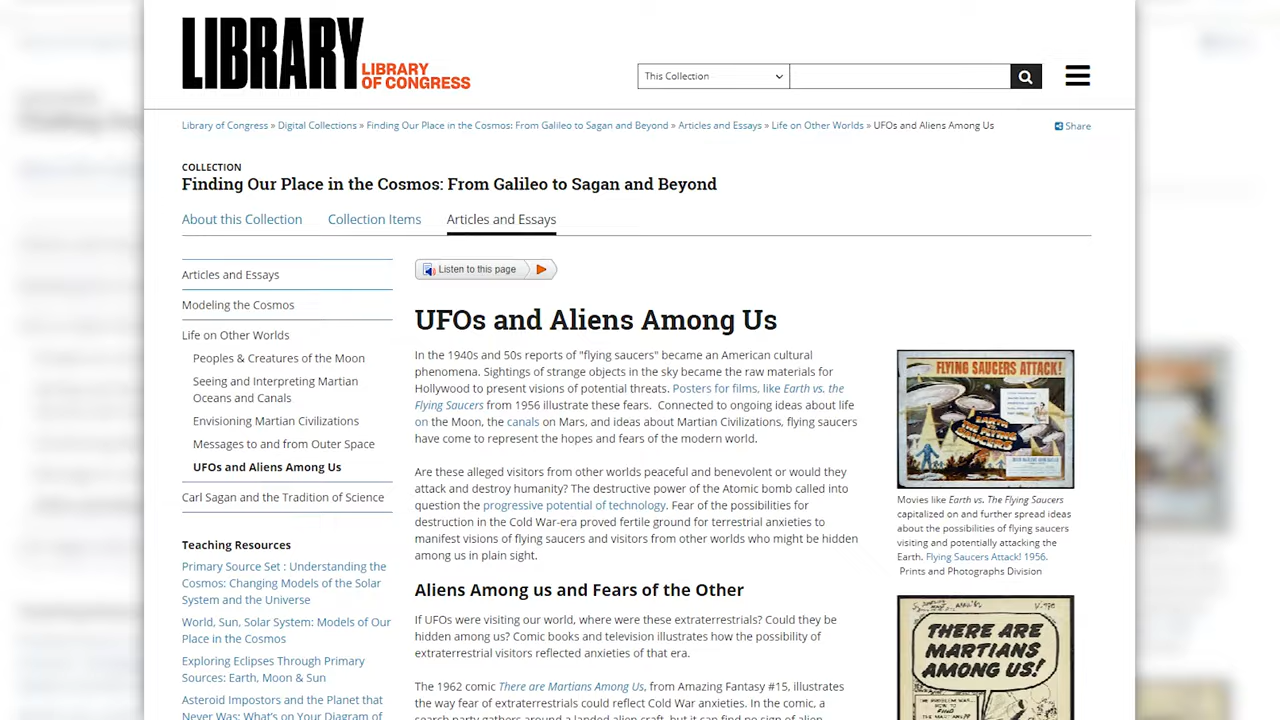 LIBRARY
LIBRARY
OF CONGRESS
This Collection
Library of Congress » Digital Collections » Finding Our Place in the Cosmos: From Galileo to Sagan and Beyond » Articles and Essays » Life on Other Worlds » UFOs and Aliens Among Us
Share
COLLECTION
Finding Our Place in the Cosmos: From Galileo to Sagan and Beyond
About this Collection
Collection Items
Articles and Essays
Articles and Essays
Modeling the Cosmos
Life on Other Worlds
Peoples & Creatures of the Moon
Seeing and Interpreting Martian
Oceans and Canals
Envisioning Martian Civilizations
Messages to and from Outer Space
UFOs and Aliens Among Us
Carl Sagan and the Tradition of Science
Teaching Resources
Primary Source Set : Understanding the
Cosmos: Changing Models of the Solar
System and the Universe
World, Sun, Solar System: Models of Our
Place in the Cosmos
Exploring Eclipses Through Primary
Sources: Earth, Moon & Sun
Asteroid Impostors and the Planet that
Never Was: What's on Your Diagram of
Listen to this page
UFOs and Aliens Among Us
In the 1940s and 50s reports of "flying saucers" became an American cultural
phenomena. Sightings of strange objects in the sky became the raw materials for
Hollywood to present visions of potential threats. Posters for films, like Earth vs. the
Flying Saucers from 1956 illustrate these fears. Connected to ongoing ideas about life
on the Moon, the canals on Mars, and ideas about Martian Civilizations, flying saucers
have come to represent the hopes and fears of the modern world.
Are these alleged visitors from other worlds peaceful and benevolent or would they
attack and destroy humanity? The destructive power of the Atomic bomb called into
question the progressive potential of technology. Fear of the possibilities for
destruction in the Cold War-era proved fertile ground for terrestrial anxieties to
manifest visions of flying saucers and visitors from other worlds who might be hidden
among us in plain sight.
Aliens Among us and Fears of the Other
If UFOs were visiting our world, where were these extraterrestrials? Could they be
hidden among us? Comic books and television illustrates how the possibility of
extraterrestrial visitors reflected anxieties of that era.
The 1962 comic There are Martians Among Us, from Amazing Fantasy #15, illustrates
the way fear of extraterrestrials could reflect Cold War anxieties. In the comic, a
search party gathers around a landed alien craft, but it can find no sign of alien
FLYING SAUCERS ATTACK!
EARTH VS. THE FLYING SAUCERS
Movies like Earth vs. The Flying Saucers
capitalized on and further spread ideas
about the possibilities of flying saucers
visiting and potentially attacking the
Earth. Flying Saucers Attack! 1956.
Prints and Photographs Division
THERE ARE
MARTIANS
AMONG US!